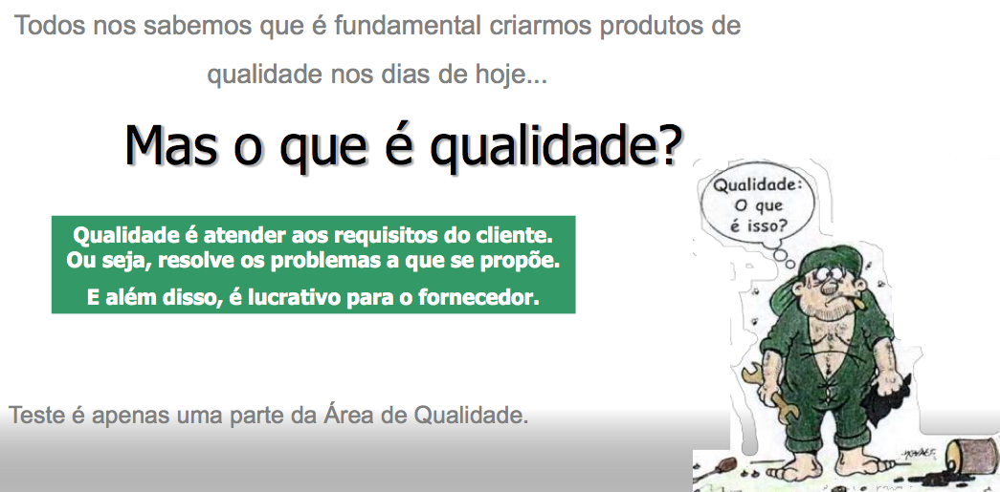 Todos nos sabemos que é fundamental criarmos produtos de
qualidade nos dias de hoje...
Mas o que é qualidade?
Qualidade:
O que
é isso?
Qualidade é atender aos requisitos do cliente.
Ou seja, resolve os problemas a que se propõe.
E além disso, é lucrativo para o fornecedor.
Teste é apenas uma parte da Área de Qualidade.